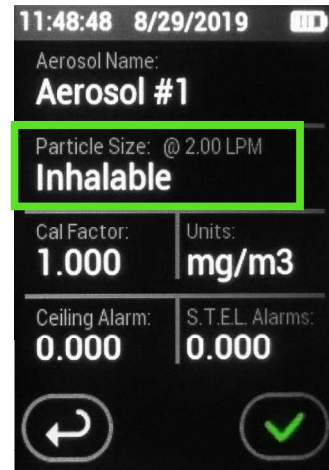 11:48:48 8/29/2019
Aerosol Name:
Aerosol #1
Particle Size: @ 2.00 LPM
Inhalable
Cal Factor: Units:
1.000 mg/m3
Ceiling Alarm: S.T.E.L. Alarms:
0.000 0.000